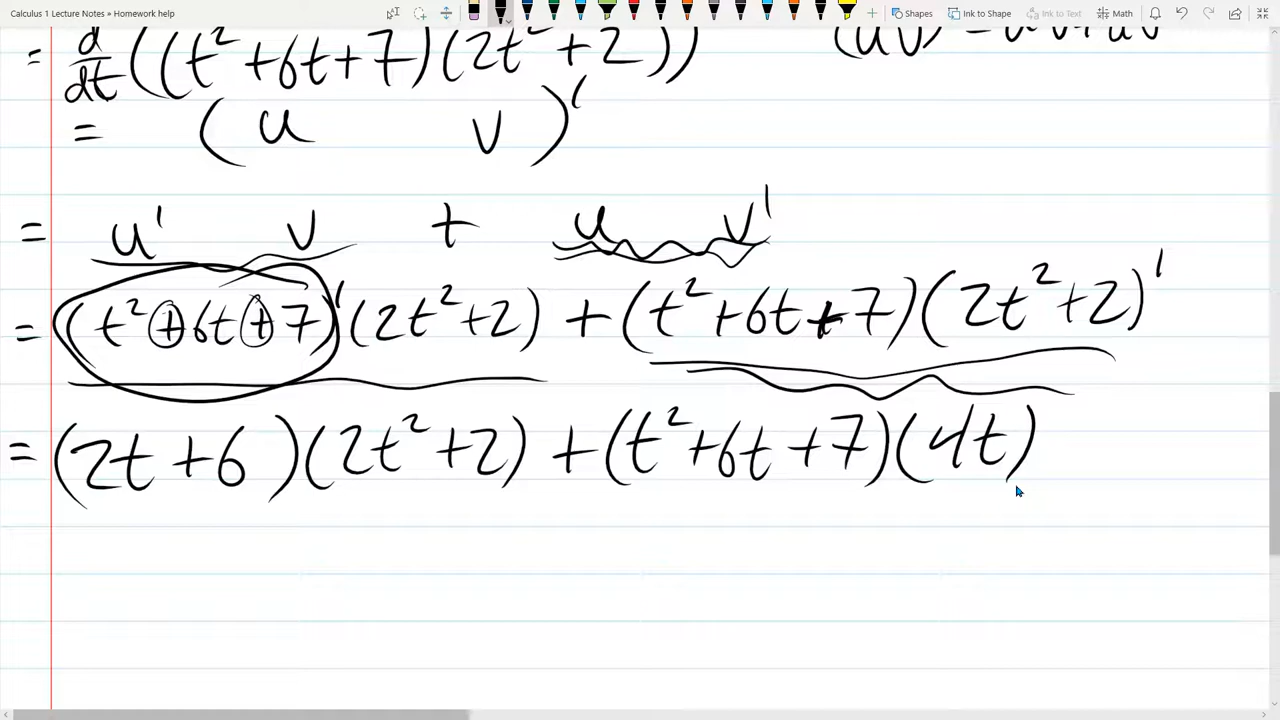 Calculus 1 Lecture Notes » Homework help
Shapes Ink to Shape Ink to Text Math
= d/dt((t²+6t+7)(2t²+2)) (uv)
= (u v)'
= u' v + u v'
= (t²+6t+7)'(2t²+2)+(t²+6t+7)(2t²+2)'
= (2t+6)(2t²+2)+(t²+6t+7)(4t)